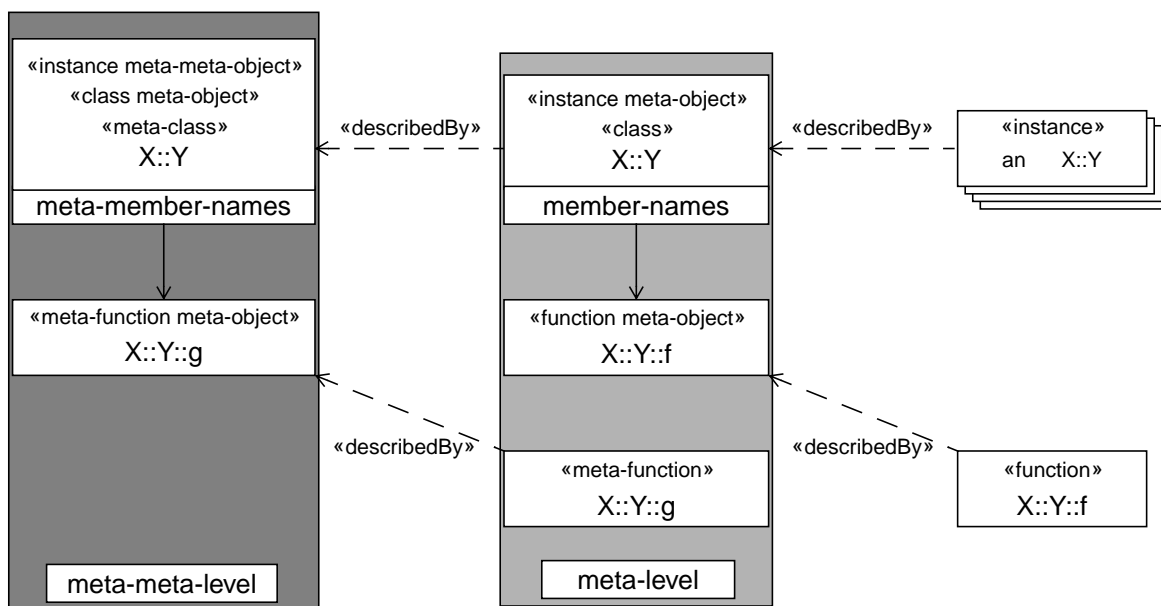 «instance meta-meta-object»
«class meta-object»
«meta-class»
X::Y
meta-member-names
«describedBy»
«instance meta-object»
«class»
X::Y
member-names
«describedBy»
«instance»
an X::Y
«meta-function meta-object»
X::Y::g
«function meta-object»
X::Y::f
«describedBy»
«meta-function»
X::Y::g
«describedBy»
«function»
X::Y::f
meta-meta-level
meta-level